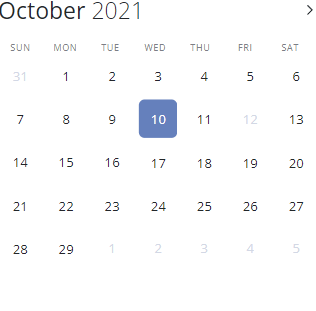 October 2021
SUN MON TUE WED THU FRI SAT
31 1 2 3 4 5 6
7 8 9 10 11 12 13
14 15 16 17 18 19 20
21 22 23 24 25 26 27
28 29 1 2 3 4 5